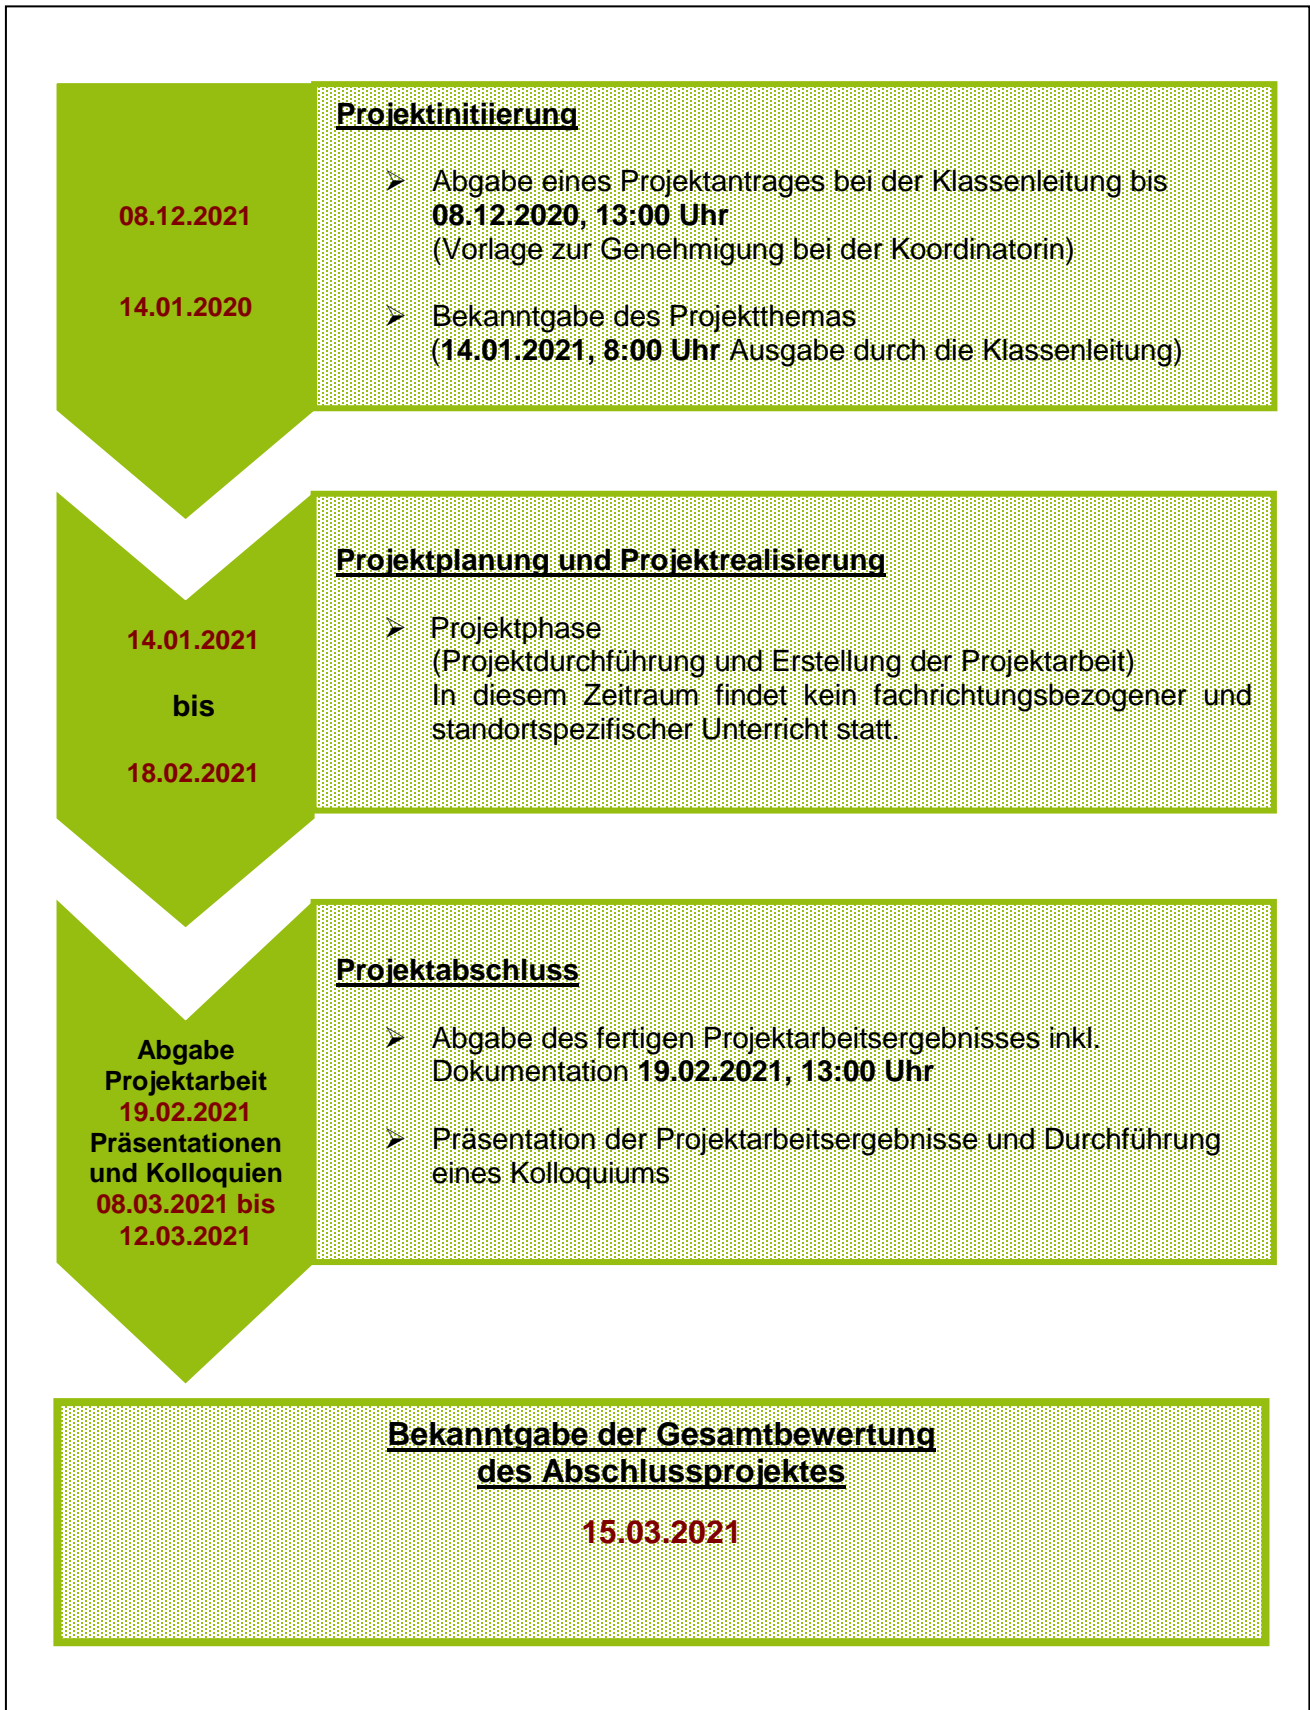 08.12.2021
14.01.2020
Projektinitiierung
➢ Abgabe eines Projektantrages bei der Klassenleitung bis
08.12.2020, 13:00 Uhr
(Vorlage zur Genehmigung bei der Koordinatorin)
➢ Bekanntgabe des Projektthemas
(14.01.2021, 8:00 Uhr Ausgabe durch die Klassenleitung)
14.01.2021
bis
18.02.2021
Projektplanung und Projektrealisierung
➢ Projektphase
(Projektdurchführung und Erstellung der Projektarbeit)
In diesem Zeitraum findet kein fachrichtungsbezogener und
standortspezifischer Unterricht statt.
Abgabe
Projektarbeit
19.02.2021
Präsentationen
und Kolloquien
08.03.2021 bis
12.03.2021
Projektabschluss
➢ Abgabe des fertigen Projektarbeitsergebnisses inkl.
Dokumentation 19.02.2021, 13:00 Uhr
➢ Präsentation der Projektarbeitsergebnisse und Durchführung
eines Kolloquiums
Bekanntgabe der Gesamtbewertung
des Abschlussprojektes
15.03.2021